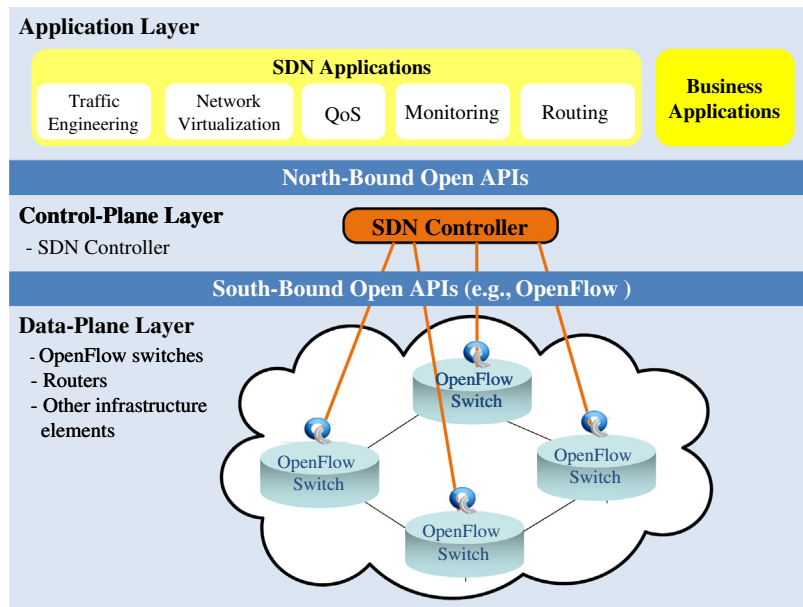 Application Layer
SDN Applications
Business
Applications
Traffic
Engineering
Network
Virtualization
QoS
Monitoring
Routing
North-Bound Open APIs
Control-Plane Layer
- SDN Controller
SDN Controller
South-Bound Open APIs (e.g., OpenFlow )
Data-Plane Layer
- OpenFlow switches
- Routers
- Other infrastructure
elements
OpenFlow
Switch
OpenFlow
Switch
OpenFlow
Switch
OpenFlow
Switch